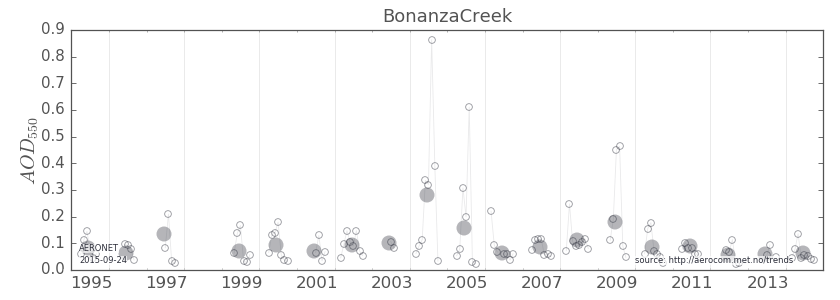 BonanzaCreek
0.9
0.8
0.7
0.6
0.5
0.4
0.3
0.2
0.1
0.0
AOD550
AERONET
2015-09-24
source: http://aerocom.met.no/trends
1995 1997 1999 2001 2003 2005 2007 2009 2011 2013